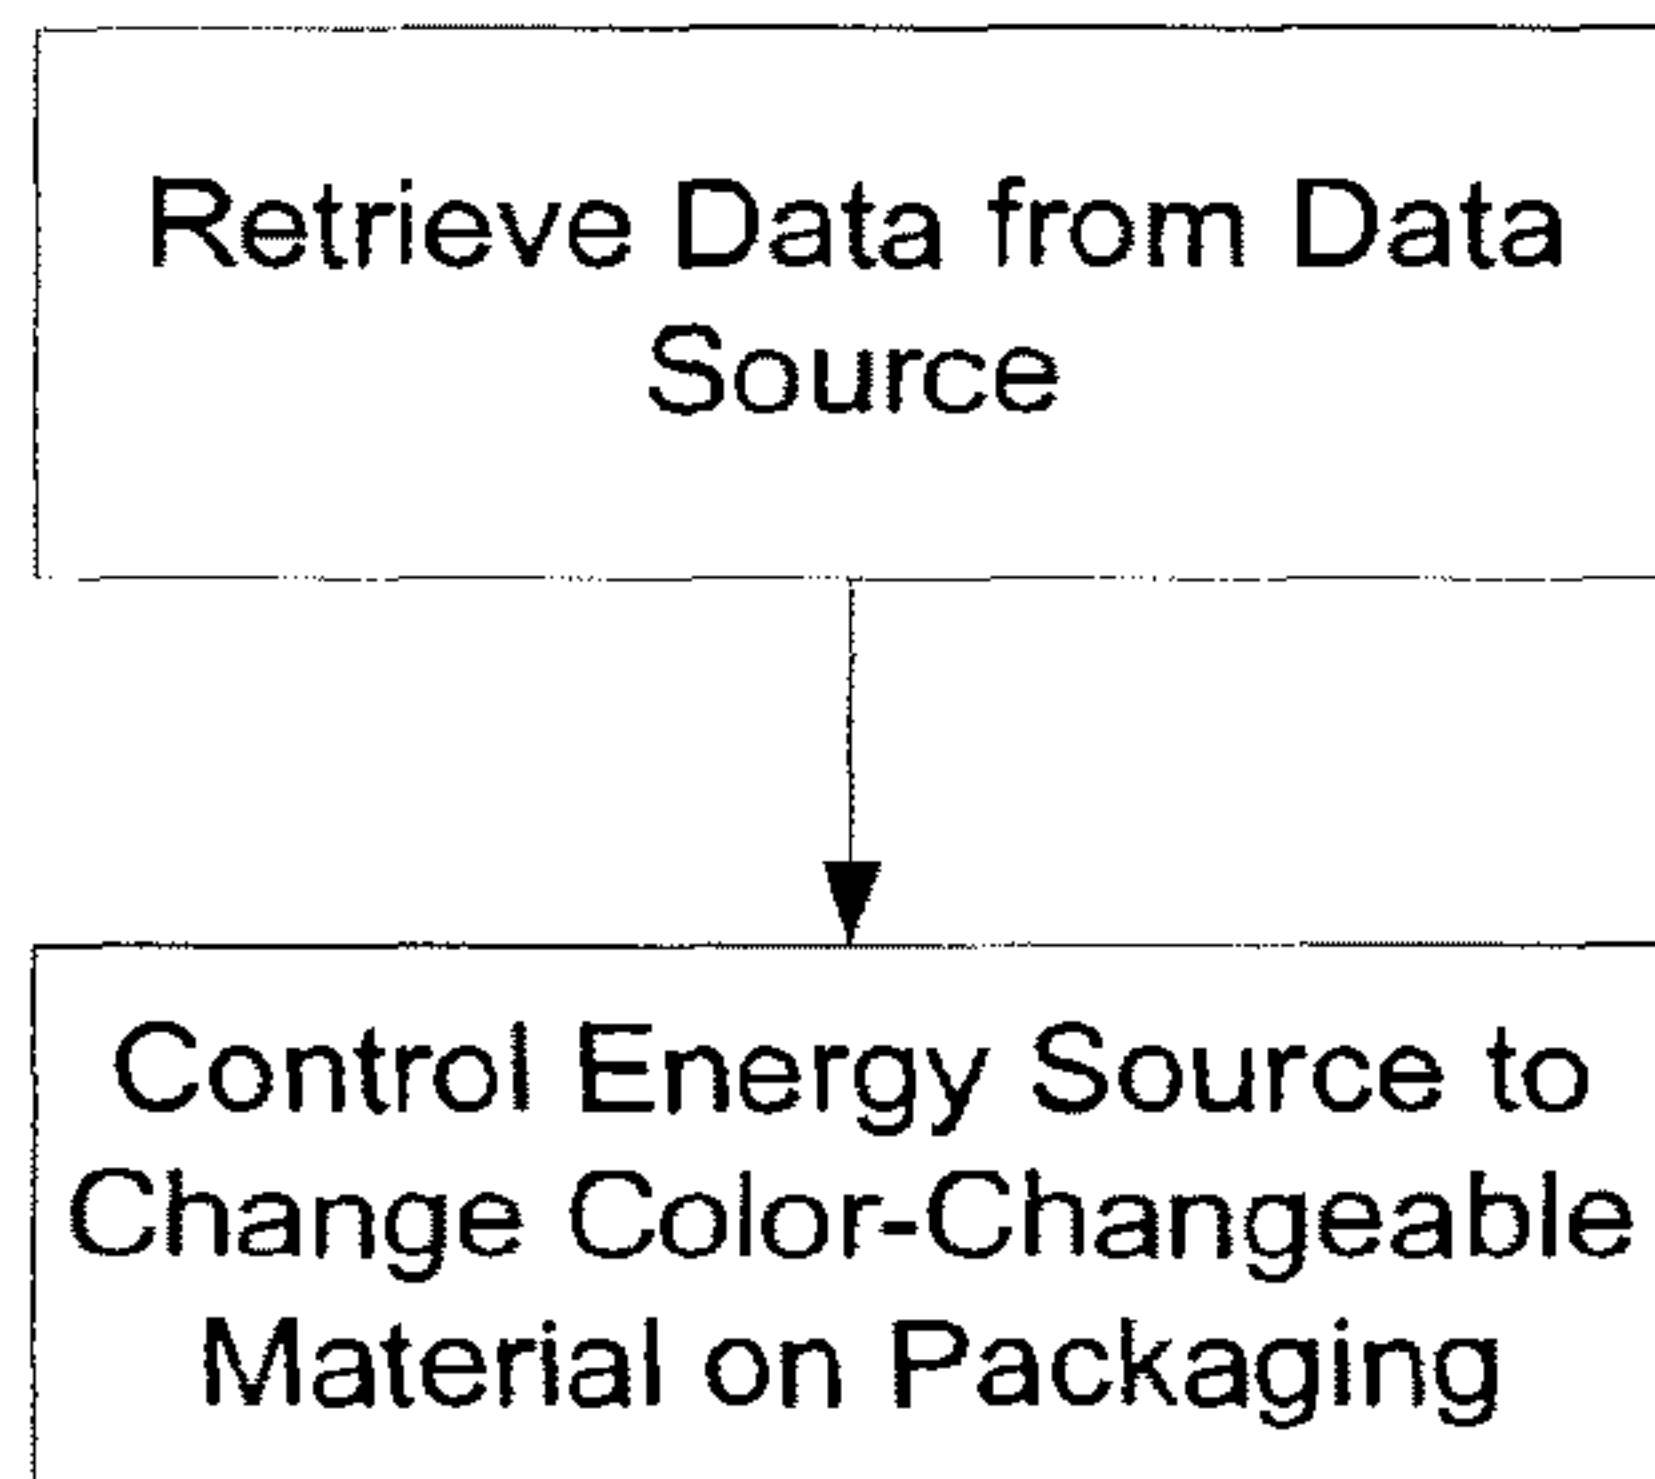 Retrieve Data from Data
Source
Control Energy Source to
Change Color-Changeable
Material on Packaging